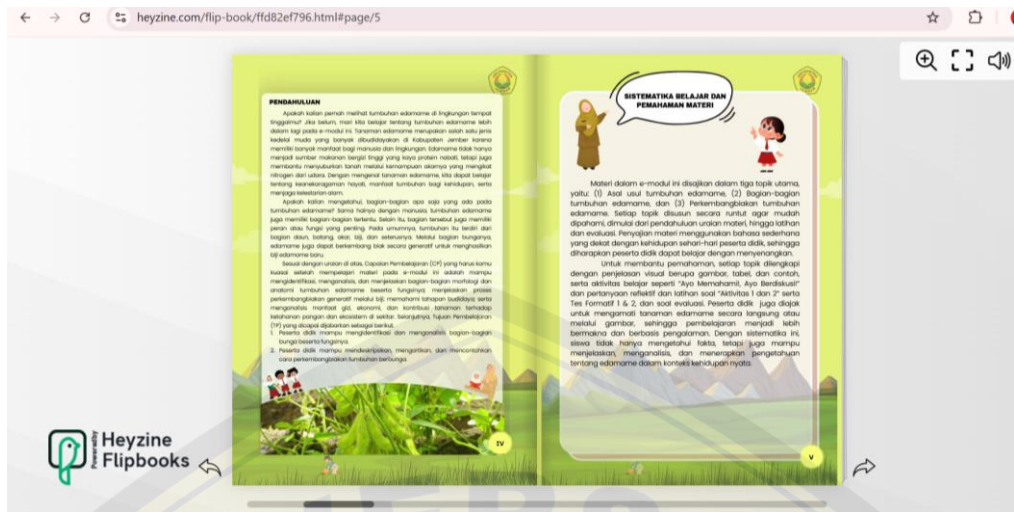 heyzine.com/flip-book/ffd82ef796.html#page/5
PENDAHULUAN
Apakah kalian pernah melihat tumbuhan edamame di lingkungan tempat
tinggalmu? Jika belum, mari kita belajar tentang tumbuhan edamame lebih
dalam lagi pada e-modul ini. Tanaman edamame merupakan salah satu jenis
kedelai muda yang banyak dibudidayakan di Kabupaten Jember karena
memiliki banyak manfaat bagi manusia dan lingkungan. Edamame tidak hanya
menjadi sumber makanan bergizi tinggi yang kaya protein nabati, tetapi juga
membantu menyuburkan tanah melalui kemampuan akarnya yang mengikat
nitrogen dari udara. Dengan mengenal tanaman edamame, kita dapat belajar
tentang keanekaragaman hayati, manfaat tumbuhan bagi kehidupan, serta
menjaga kelestarian alam.
Apakah kalian mengetahui, bagian-bagian apa saja yang ada pada
tumbuhan edamame? Sama halnya dengan manusia, tumbuhan edamame
juga memiliki bagian-bagian tertentu. Selain itu, bagian tersebut juga memiliki
peran atau fungsi yang penting. Pada umumnya, tumbuhan itu terdiri dari
bagian daun, batang, akar, biji, dan seterusnya. Melalui bagian bunganya,
edamame juga dapat berkembang biak secara generatif untuk menghasilkan
biji edamame baru.
Sesuai dengan uraian di atas, Capaian Pembelajaran (CP) yang harus kamu
kuasai setelah mempelajari materi pada e-modul ini adalah mampu
mengidentifikasi, menganalisis, dan menjelaskan bagian-bagian morfologi dan
anatomi tumbuhan edamame beserta fungsinya; menjelaskan proses
perkembangbiakan generatif melalui biji; memahami tahapan budidaya; serta
menganalisis manfaat gizi, ekonomi, dan kontribusi tanaman terhadap
ketahanan pangan dan ekosistem di sekitar. Selanjutnya, Tujuan Pembelajaran
(TP) yang dicapai dijabarkan sebagai berikut.
1. Peserta didik mampu mengidentifikasi dan menganalisis bagian-bagian
bunga beserta fungsinya.
2. Peserta didik mampu mendeskripsikan, mengartikan, dan mencontohkan
cara perkembangbiakan tumbuhan berbunga.
IV
SISTEMATIKA BELAJAR DAN
PEMAHAMAN MATERI
Materi dalam e-modul ini disajikan dalam tiga topik utama,
yaitu: (1) Asal usul tumbuhan edamame, (2) Bagian-bagian
tumbuhan edamame, dan (3) Perkembangbiakan tumbuhan
edamame. Setiap topik disusun secara runtut agar mudah
dipahami, dimulai dari pendahuluan uraian materi, hingga latihan
dan evaluasi. Penyajian materi menggunakan bahasa sederhana
yang dekat dengan kehidupan sehari-hari peserta didik, sehingga
diharapkan peserta didik dapat belajar dengan menyenangkan.
Untuk membantu pemahaman, setiap topik dilengkapi
dengan penjelasan visual berupa gambar, tabel, dan contoh,
serta aktivitas belajar seperti "Ayo Memahami!, Ayo Berdiskusi!"
dan pertanyaan reflektif dan latihan soal "Aktivitas 1 dan 2" serta
Tes Formatif 1 & 2, dan soal evaluasi. Peserta didik juga diajak
untuk mengamati tanaman edamame secara langsung atau
melalui gambar, sehingga pembelajaran menjadi lebih
bermakna dan berbasis pengalaman. Dengan sistematika ini,
siswa tidak hanya mengetahui fakta, tetapi juga mampu
menjelaskan, menganalisis, dan menerapkan pengetahuan
tentang edamame dalam konteks kehidupan nyata.
V
Powered by
Heyzine
Flipbooks